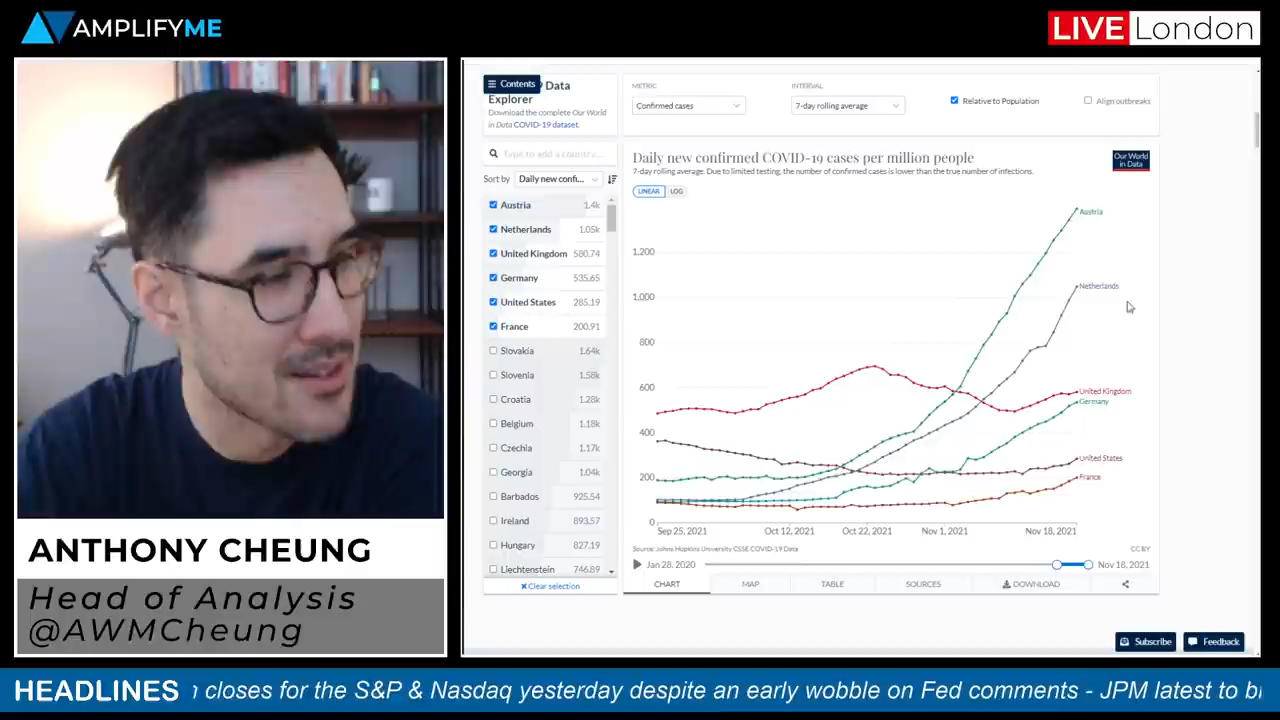 AMPLIFYME
LIVE London
Contents
Data
Explorer
Download the complete Our World
in Data COVID-19 dataset.
METRIC
Confirmed cases
INTERVAL
7-day rolling average
Relative to Population
Align outbreaks
Type to add a country...
Sort by Daily new confi...
Austria 1.4k
Netherlands 1.05k
United Kingdom 580.74
Germany 535.65
United States 285.19
France 200.91
Slovakia 1.64k
Slovenia 1.58k
Croatia 1.28k
Belgium 1.18k
Czechia 1.17k
Georgia 1.04k
Barbados 925.54
Ireland 893.57
Hungary 827.19
Liechtenstein 746.89
Clear selection
Daily new confirmed COVID-19 cases per million people
7-day rolling average. Due to limited testing, the number of confirmed cases is lower than the true number of infections.
Our World
in Data
LINEAR LOG
1,200
1,000
800
600
400
200
0
Austria
Netherlands
United Kingdom
Germany
United States
France
Sep 25, 2021 Oct 12, 2021 Oct 22, 2021 Nov 1, 2021 Nov 18, 2021
Source: Johns Hopkins University CSSE COVID-19 Data
CC BY
Jan 28, 2020 Nov 18, 2021
CHART MAP TABLE SOURCES DOWNLOAD
Subscribe Feedback
ANTHONY CHEUNG
Head of Analysis
@AWMCheung
HEADLINES closes for the S&P & Nasdaq yesterday despite an early wobble on Fed comments - JPM latest to